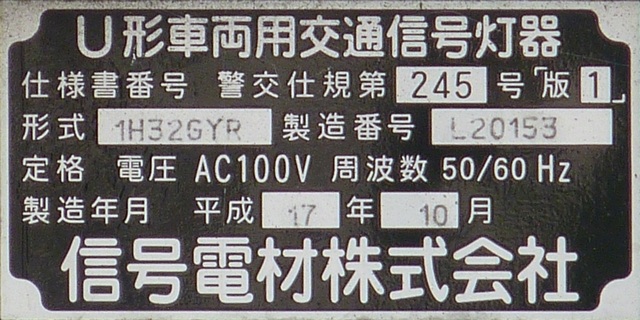 U形車両用交通信号灯器
仕様書番号 警交仕規第 245 号「版 1」
形式 1H32GYR 製造番号 L20153
定格 電圧 AC100V 周波数 50/60Hz
製造年月 平成 17 年 10 月
信号電材株式会社